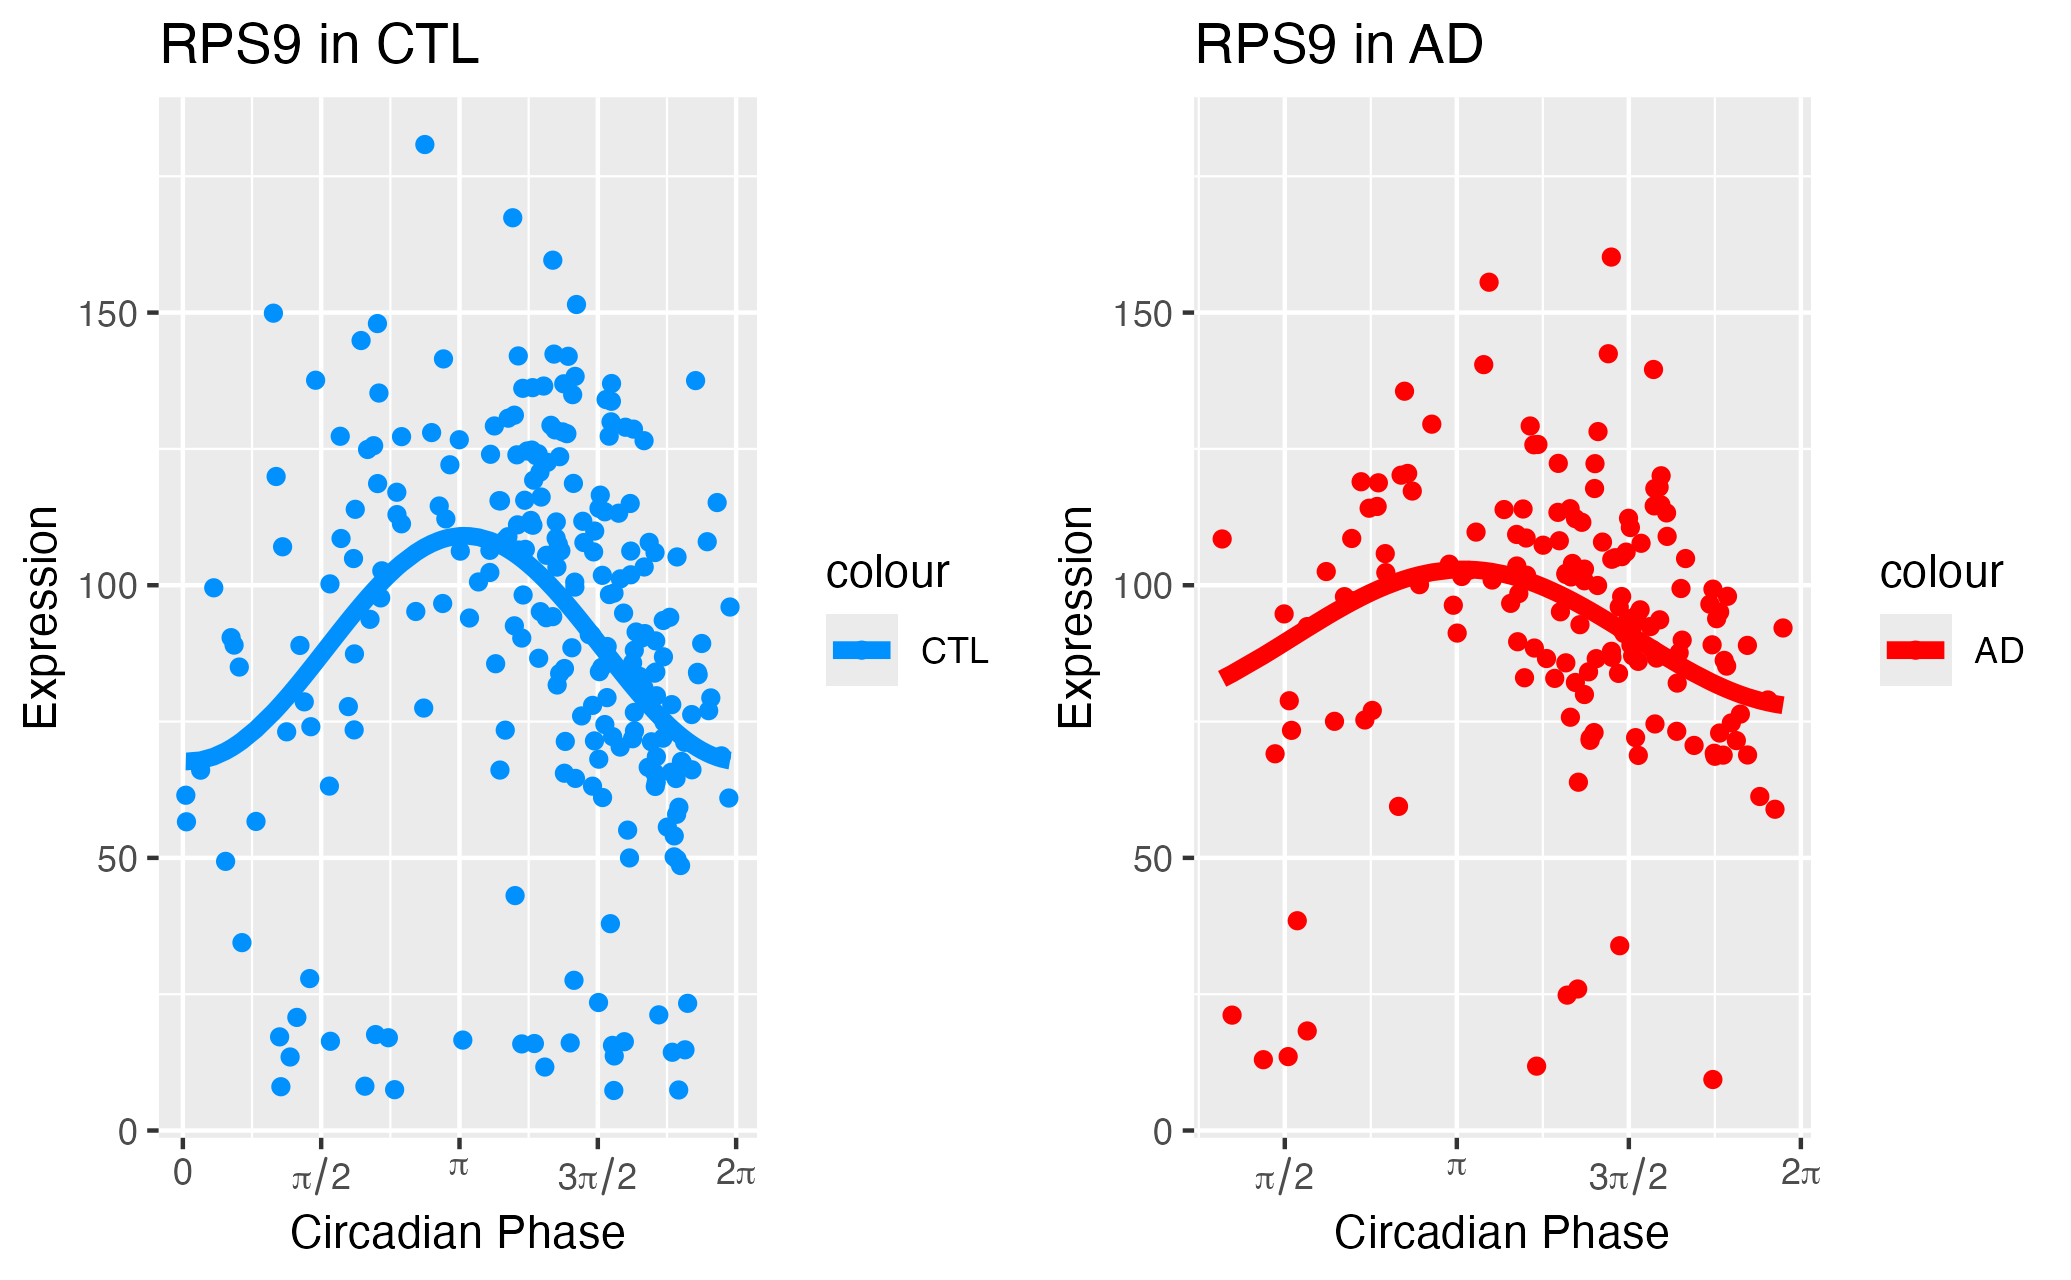 RPS9 in CTL
Expression
150
100
50
0
0 π/2 π 3π/2 2π
Circadian Phase
colour
CTL
RPS9 in AD
Expression
150
100
50
0
π/2 π 3π/2 2π
Circadian Phase
colour
AD